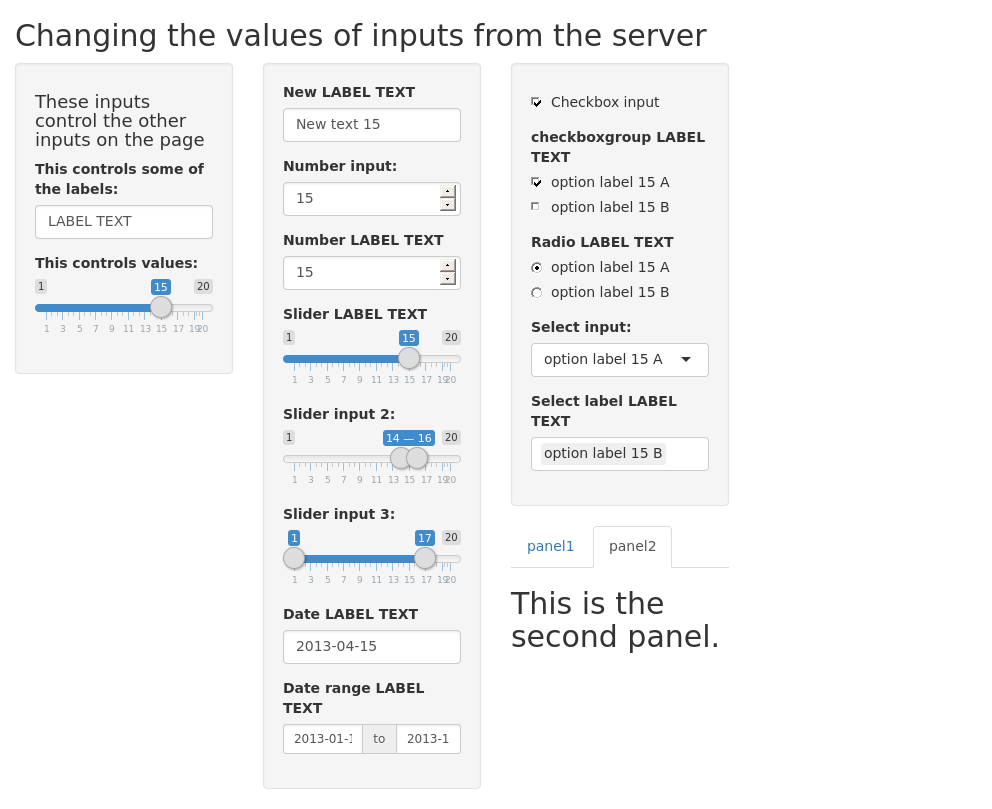 Changing the values of inputs from the server
These inputs
control the other
inputs on the page
This controls some of
the labels:
LABEL TEXT
This controls values:
1 15 20
1 3 5 7 9 11 13 15 17 19 20
New LABEL TEXT
New text 15
Number input:
15
Number LABEL TEXT
15
Slider LABEL TEXT
1 15 20
1 3 5 7 9 11 13 15 17 19 20
Slider input 2:
1 14 — 16 20
1 3 5 7 9 11 13 15 17 19 20
Slider input 3:
1 17 20
1 3 5 7 9 11 13 15 17 19 20
Date LABEL TEXT
2013-04-15
Date range LABEL
TEXT
2013-01-1 to 2013-1
Checkbox input
checkboxgroup LABEL
TEXT
option label 15 A
option label 15 B
Radio LABEL TEXT
option label 15 A
option label 15 B
Select input:
option label 15 A
Select label LABEL
TEXT
option label 15 B
panel1 panel2
This is the
second panel.